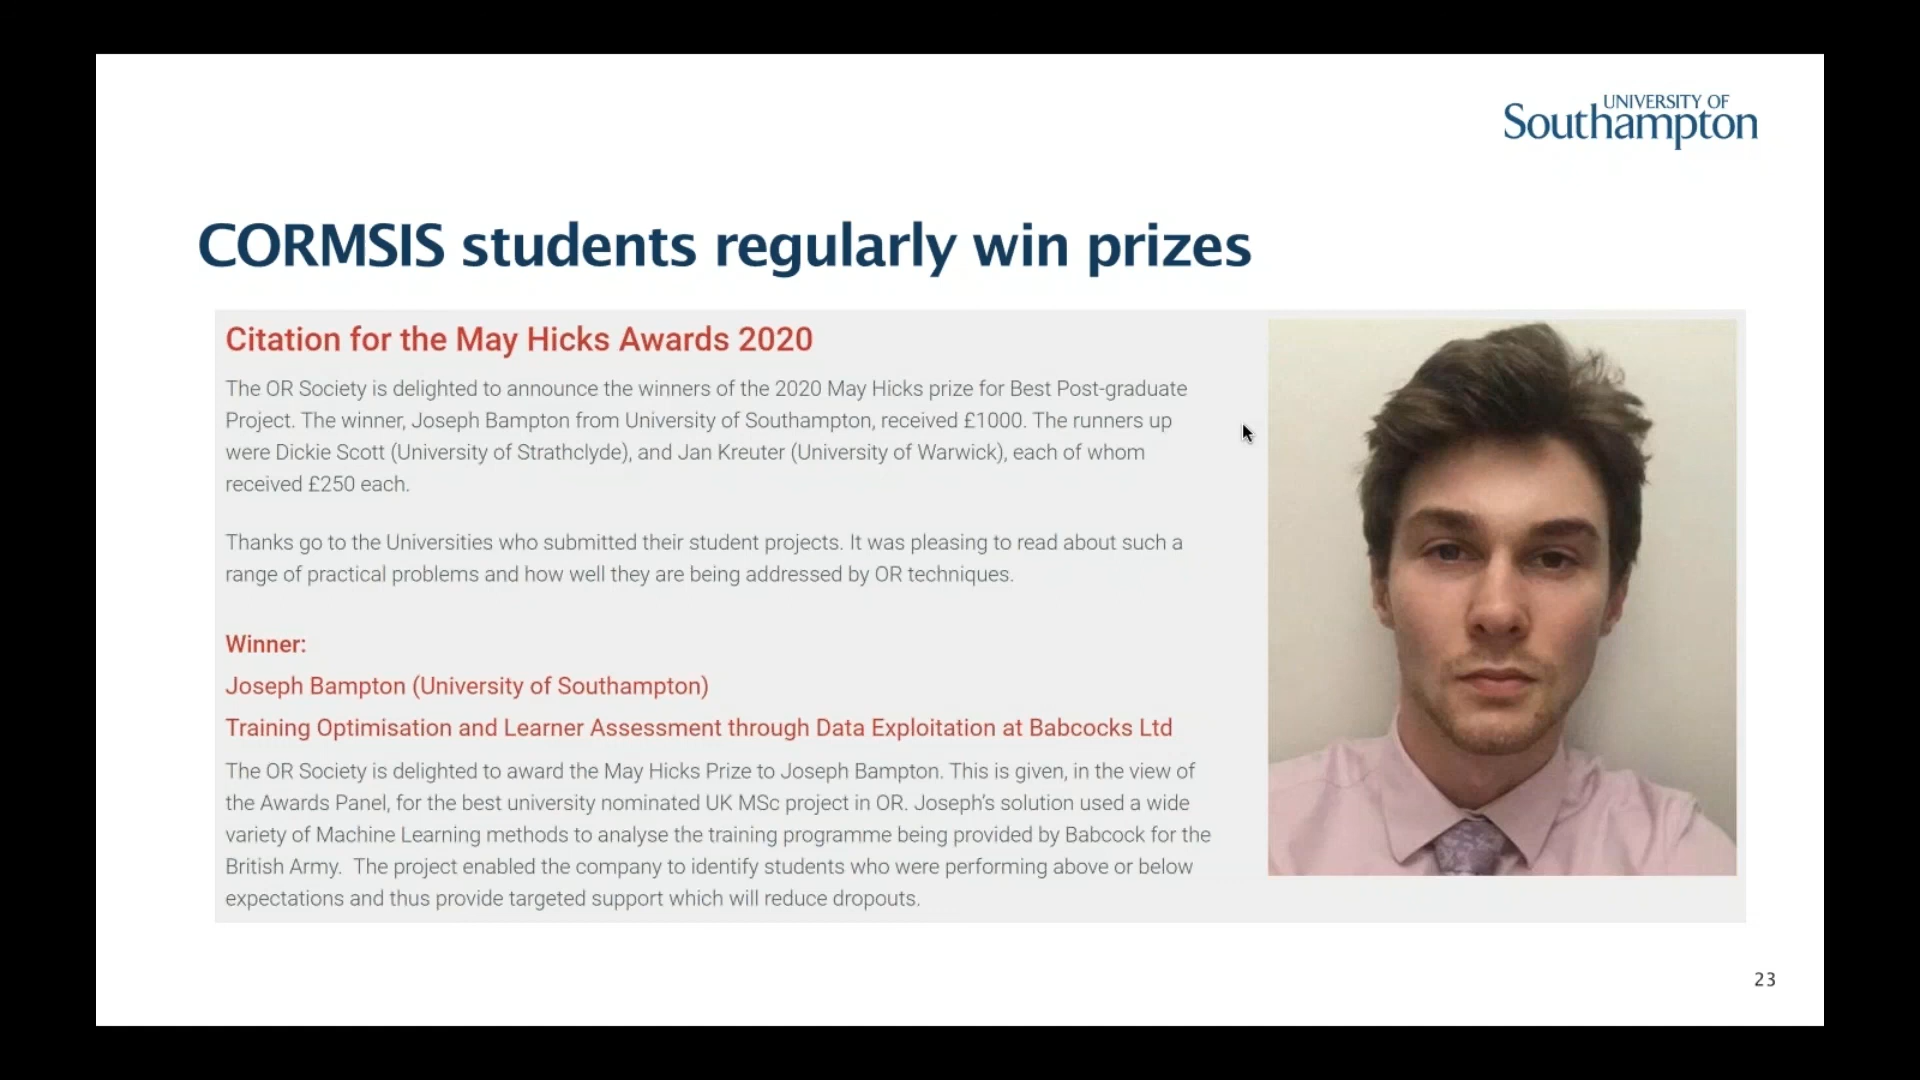 UNIVERSITY OF
Southampton
CORMSIS students regularly win prizes
Citation for the May Hicks Awards 2020
The OR Society is delighted to announce the winners of the 2020 May Hicks prize for Best Post-graduate
Project. The winner, Joseph Bampton from University of Southampton, received £1000. The runners up
were Dickie Scott (University of Strathclyde), and Jan Kreuter (University of Warwick), each of whom
received £250 each.
Thanks go to the Universities who submitted their student projects. It was pleasing to read about such a
range of practical problems and how well they are being addressed by OR techniques.
Winner:
Joseph Bampton (University of Southampton)
Training Optimisation and Learner Assessment through Data Exploitation at Babcocks Ltd
The OR Society is delighted to award the May Hicks Prize to Joseph Bampton. This is given, in the view of
the Awards Panel, for the best university nominated UK MSc project in OR. Joseph's solution used a wide
variety of Machine Learning methods to analyse the training programme being provided by Babcock for the
British Army.  The project enabled the company to identify students who were performing above or below
expectations and thus provide targeted support which will reduce dropouts.
23